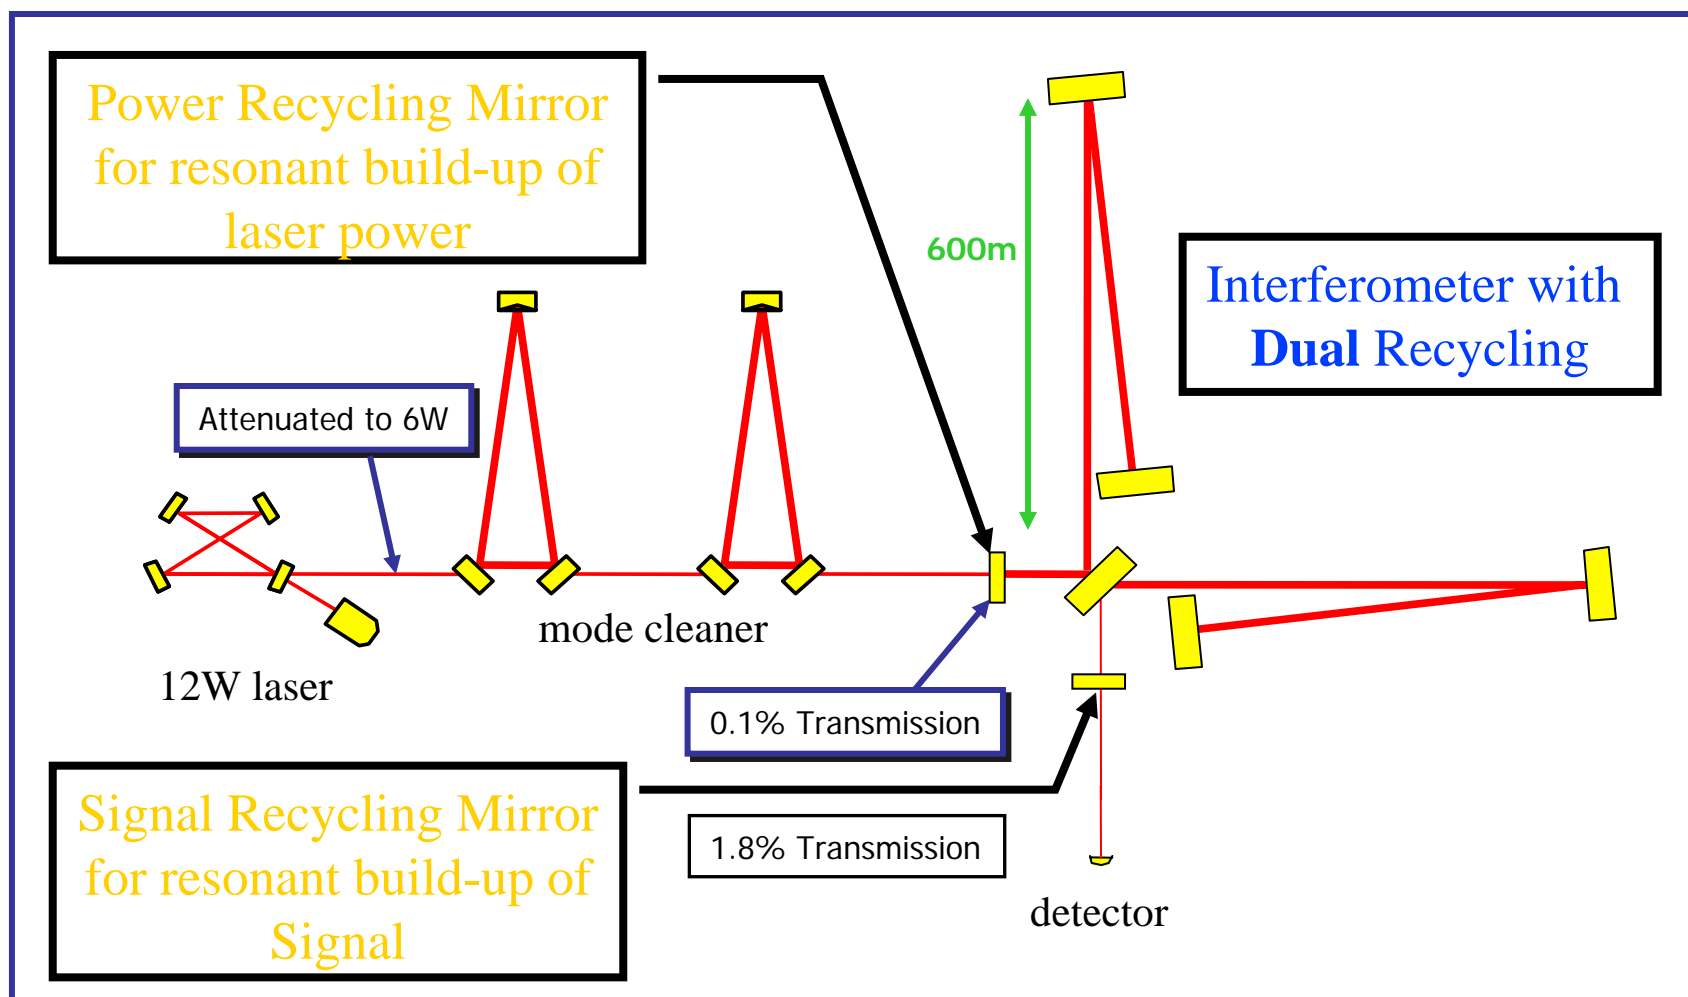 Power Recycling Mirror
for resonant build-up of
laser power
600m
Interferometer with
Dual Recycling
Attenuated to 6W
mode cleaner
12W laser
0.1% Transmission
Signal Recycling Mirror
for resonant build-up of
Signal
1.8% Transmission
detector